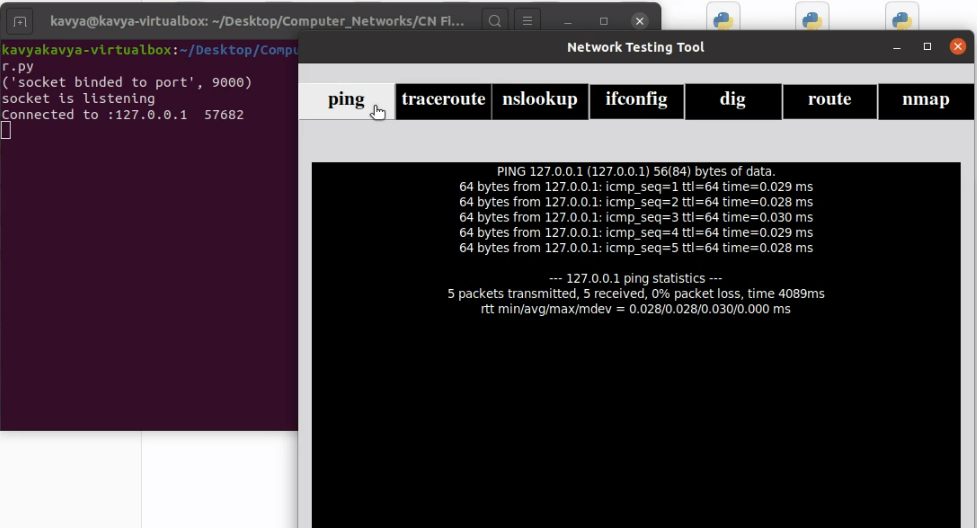 kavya@kavya-virtualbox: ~/Desktop/Computer_Networks/CN Fi...
kavyakavya-virtualbox:~/Desktop/Compu
r.py
('socket binded to port', 9000)
socket is listening
Connected to :127.0.0.1 57682
Network Testing Tool
ping traceroute nslookup ifconfig dig route nmap
PING 127.0.0.1 (127.0.0.1) 56(84) bytes of data.
64 bytes from 127.0.0.1: icmp_seq=1 ttl=64 time=0.029 ms
64 bytes from 127.0.0.1: icmp_seq=2 ttl=64 time=0.028 ms
64 bytes from 127.0.0.1: icmp_seq=3 ttl=64 time=0.030 ms
64 bytes from 127.0.0.1: icmp_seq=4 ttl=64 time=0.029 ms
64 bytes from 127.0.0.1: icmp_seq=5 ttl=64 time=0.028 ms
--- 127.0.0.1 ping statistics ---
5 packets transmitted, 5 received, 0% packet loss, time 4089ms
rtt min/avg/max/mdev = 0.028/0.028/0.030/0.000 ms